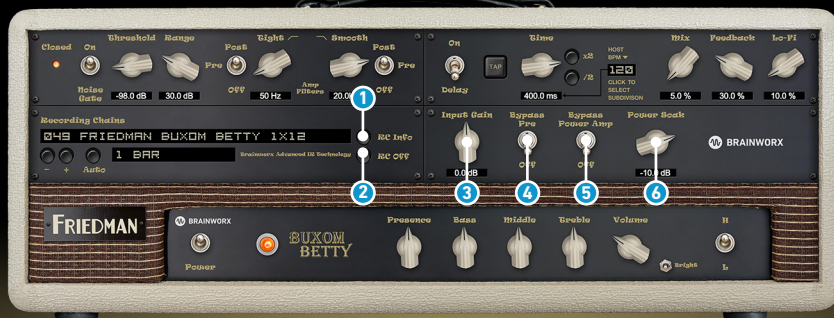 Closed
On
Noise
Gate
Threshold
-98.0 dB
Range
30.0 dB
Post
Pre
Off
Tight
50 Hz
Amp
Filters
Smooth
20.0
Post
Pre
Off
On
Delay
TAP
Time
400.0 ms
x2
/2
HOST
BPM
120
CLICK TO
SELECT
SUBDIVISON
Mix
5.0 %
Feedback
30.0 %
Lo-Fi
10.0 %
Recording Chains
049 FRIEDMAN BUXOM BETTY 1X12
1
RC Info
- + Auto
1 BAR
Brainworx Advanced IR Technology
RC Off
2
Input Gain
0.0 dB
3
Bypass
Pre
Off
4
Bypass
Power Amp
Off
5
Power Soak
-10.0 dB
6
BRAINWORX
FRIEDMAN
BRAINWORX
Power
BUXOM
BETTY
Presence
Bass
Middle
Treble
Volume
Bright
H
L